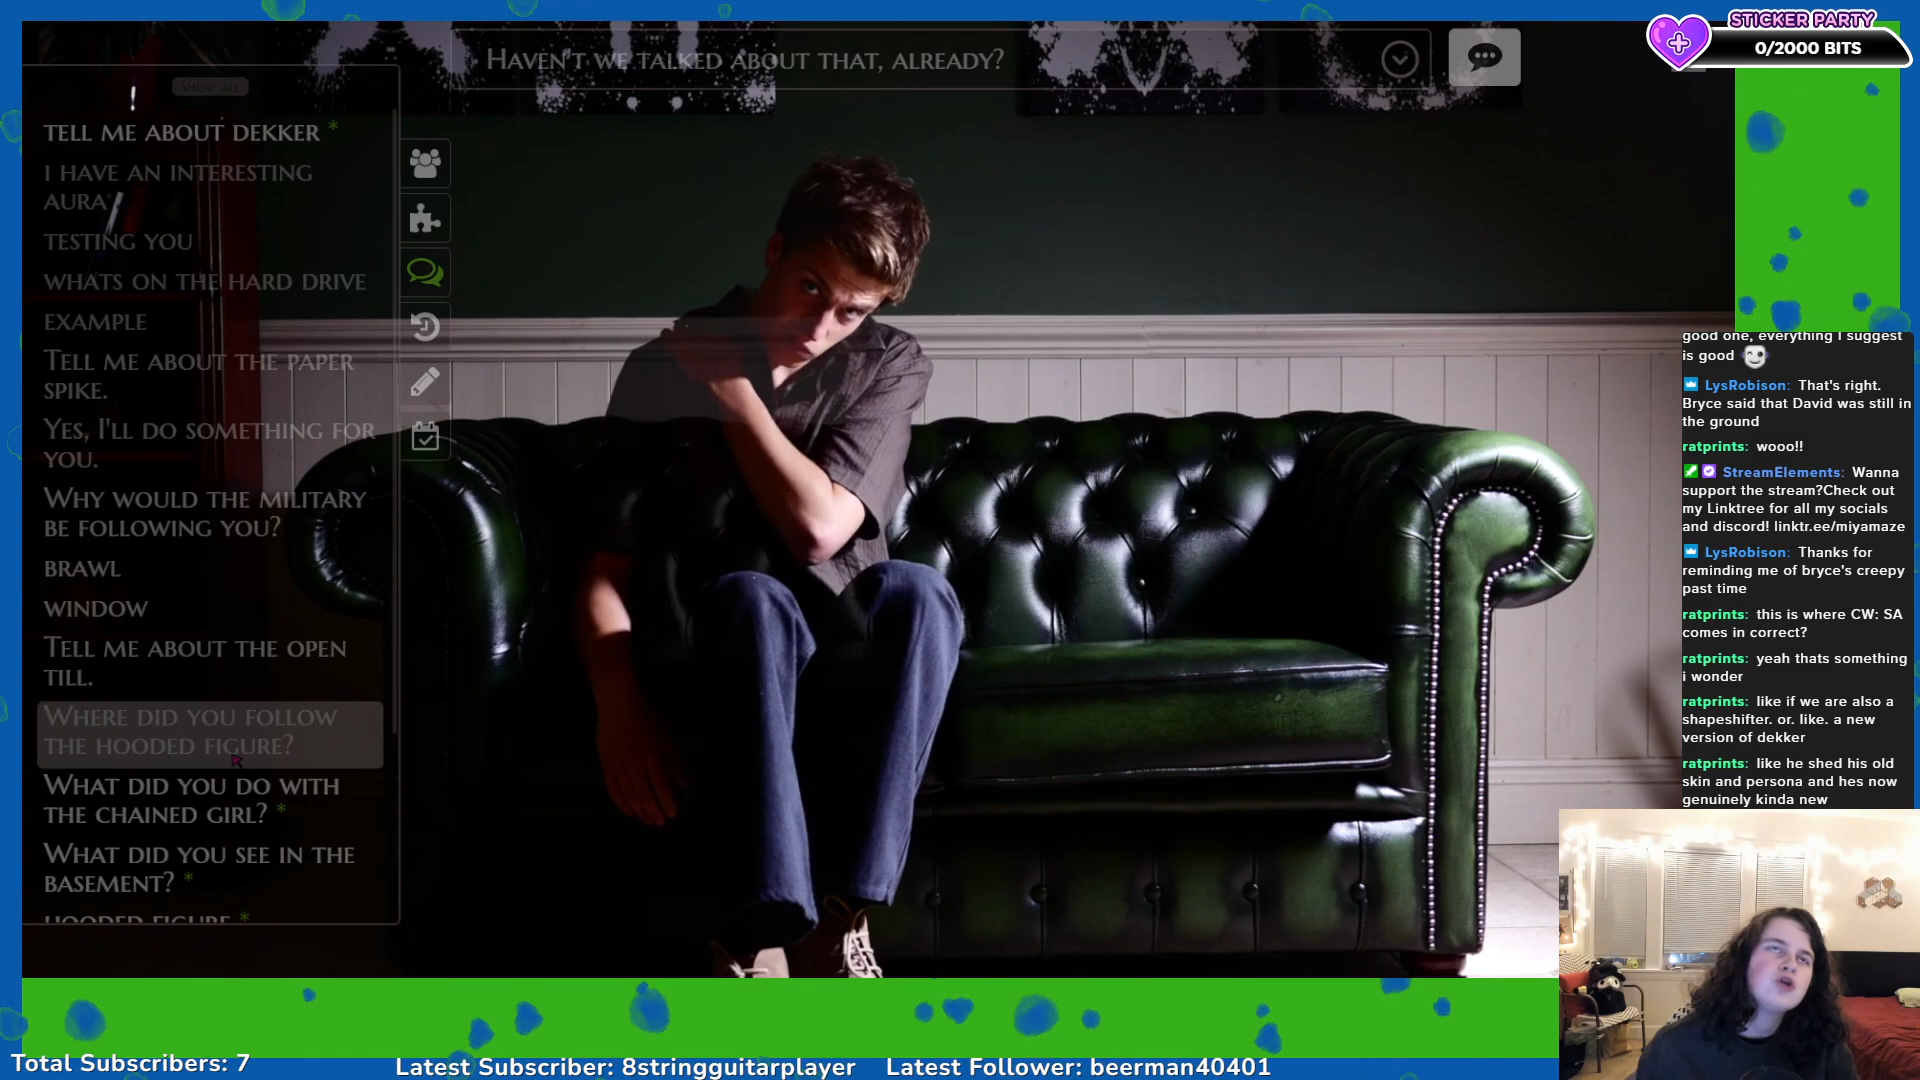 STICKER PARTY
0/2000 BITS
HAVEN'T WE TALKED ABOUT THAT, ALREADY?
SHOW ALL
!
TELL ME ABOUT DEKKER *
I HAVE AN INTERESTING
AURA *
TESTING YOU
WHATS ON THE HARD DRIVE
EXAMPLE
TELL ME ABOUT THE PAPER
SPIKE.
YES, I'LL DO SOMETHING FOR
YOU.
WHY WOULD THE MILITARY
BE FOLLOWING YOU?
BRAWL
WINDOW
TELL ME ABOUT THE OPEN
TILL.
WHERE DID YOU FOLLOW
THE HOODED FIGURE?
WHAT DID YOU DO WITH
THE CHAINED GIRL? *
WHAT DID YOU SEE IN THE
BASEMENT? *
HOODED FIGURE *
good one, everything I suggest
is good
LysRobison: That's right.
Bryce said that David was still in
the ground
ratprints: wooo!!
StreamElements: Wanna
support the stream?Check out
my Linktree for all my socials
and discord! linktr.ee/miyamaze
LysRobison: Thanks for
reminding me of bryce's creepy
past time
ratprints: this is where CW: SA
comes in correct?
ratprints: yeah thats something
i wonder
ratprints: like if we are also a
shapeshifter. or. like. a new
version of dekker
ratprints: like he shed his old
skin and persona and hes now
genuinely kinda new
Total Subscribers: 7
Latest Subscriber: 8stringguitarplayer
Latest Follower: beerman40401